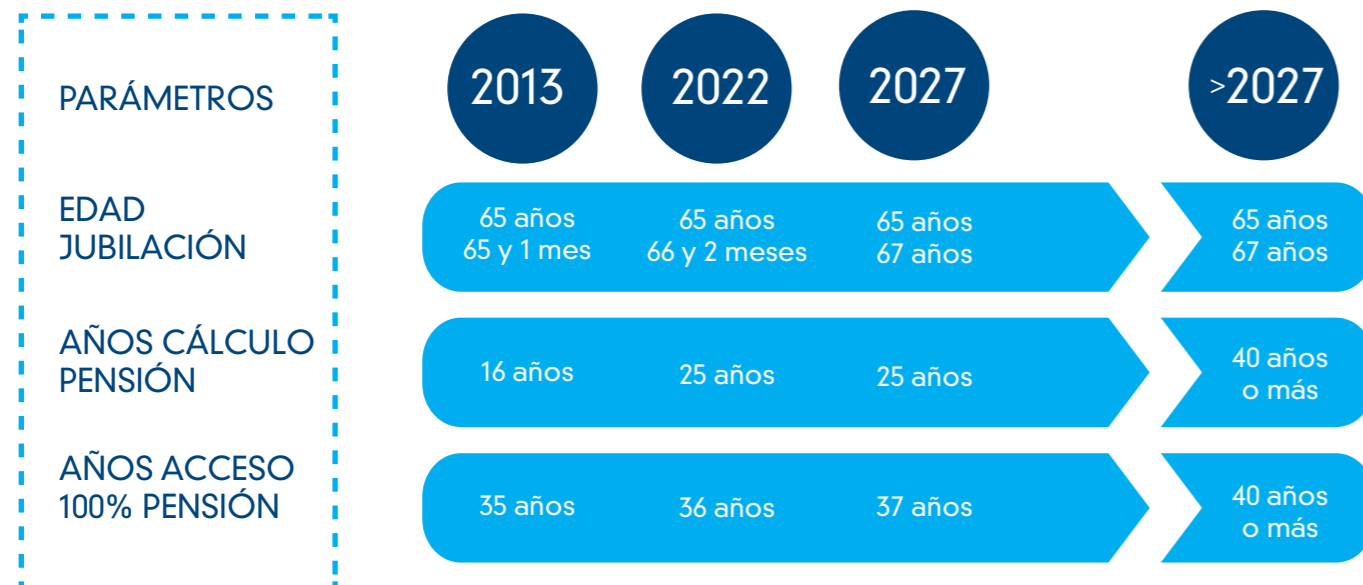 PARÁMETROS
2013
2022
2027
>2027
EDAD
JUBILACIÓN
65 años
65 y 1 mes
65 años
66 y 2 meses
65 años
67 años
65 años
67 años
AÑOS CÁLCULO
PENSIÓN
16 años
25 años
25 años
40 años
o más
AÑOS ACCESO
100% PENSIÓN
35 años
36 años
37 años
40 años
o más